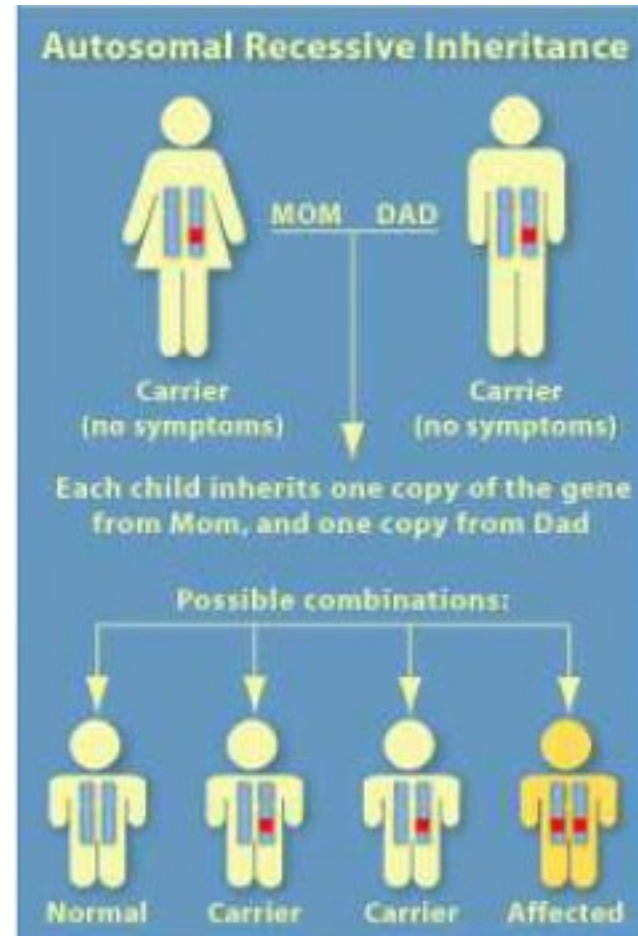 Autosomal Recessive Inheritance
MOM DAD
Carrier
(no symptoms)
Carrier
(no symptoms)
Each child inherits one copy of the gene
from Mom, and one copy from Dad
Possible combinations:
Normal Carrier Carrier Affected